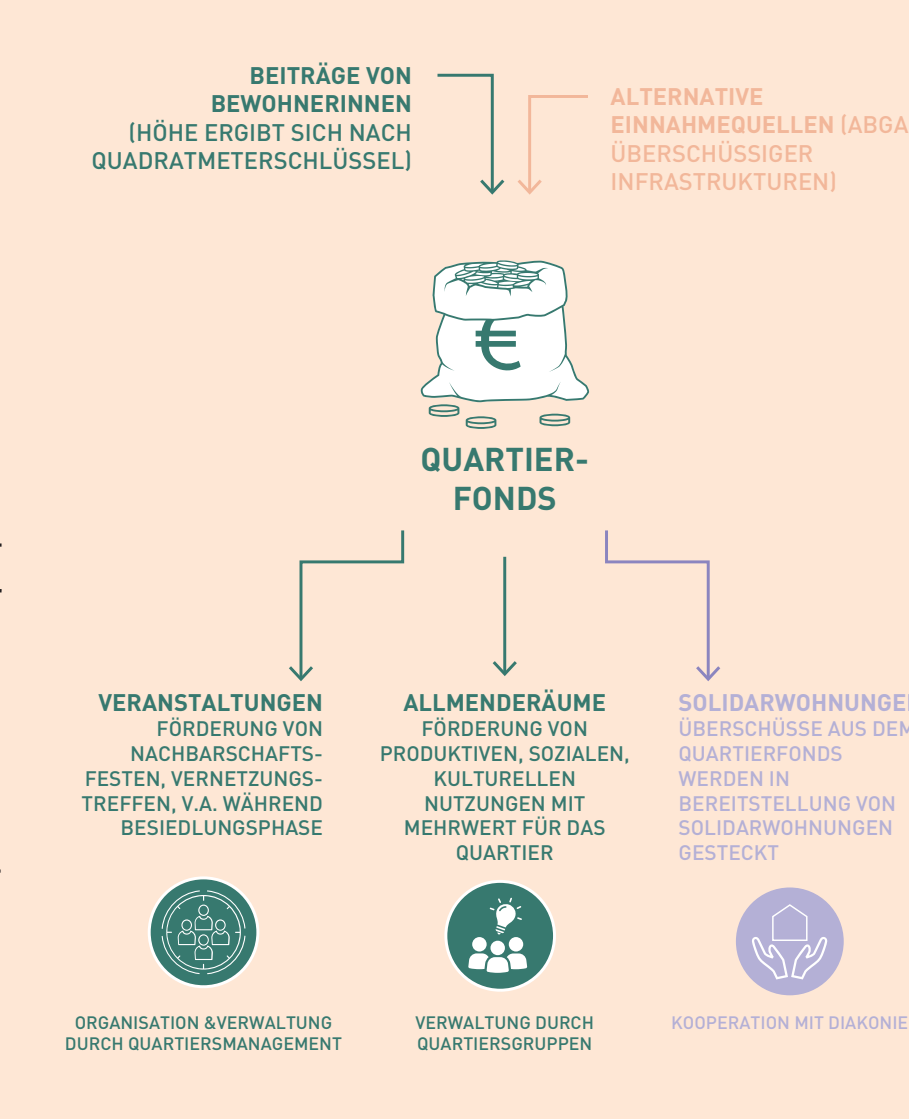 BEITRÄGE VON
BEWOHNERINNEN
(HÖHE ERGIBT SICH NACH
QUADRATMETERSCHLÜSSEL)
ALTERNATIVE
EINNAHMEQUELLEN
ÜBERSCHÜSSIGER
INFRASTRUKTUREN)
€
QUARTIER-
FONDS
VERANSTALTUNGEN
FÖRDERUNG VON
NACHBARSCHAFTS-
FESTEN, VERNETZUNGS-
TREFFEN, V.A. WÄHREND
BESIEDLUNGSPHASE
ORGANISATION &VERWALTUNG
DURCH QUARTIERSMANAGEMENT
ALLMENDERÄUME
FÖRDERUNG VON
PRODUKTIVEN, SOZIALEN,
KULTURELLEN
NUTZUNGEN MIT
MEHRWERT FÜR DAS
QUARTIER
VERWALTUNG DURCH
QUARTIERSGRUPPEN
SOLIDARWOHNUNGEN
ÜBERSCHÜSSE AUS DEM
QUARTIERFONDS
WERDEN IN
BEREITSTELLUNG VON
SOLIDARWOHNUNGEN
GESTECKT
KOOPERATION MIT DIAKONIE